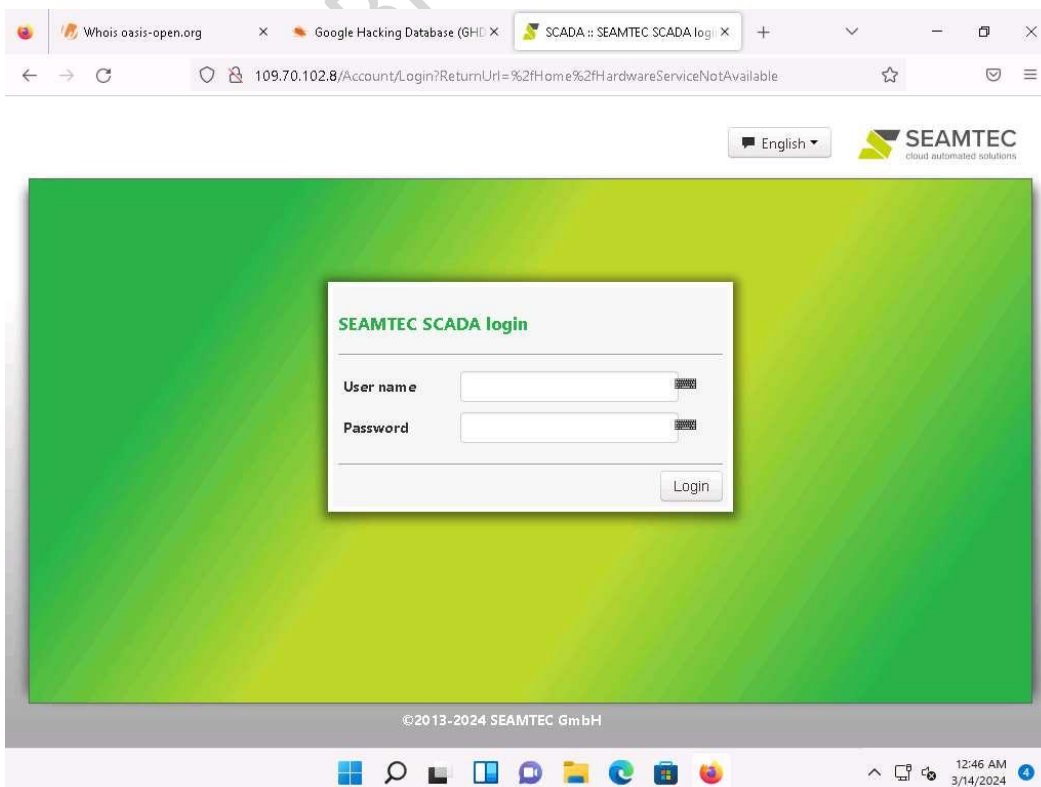 Whois oasis-open.org
Google Hacking Database (GHD
SCADA :: SEAMTEC SCADA logi
109.70.102.8/Account/Login?ReturnUrl=%2fHome%2fHardwareServiceNotAvailable
English
SEAMTEC
cloud automated solutions
SEAMTEC SCADA login
User name
Password
Login
©2013-2024 SEAMTEC GmbH
12:46 AM
3/14/2024
4